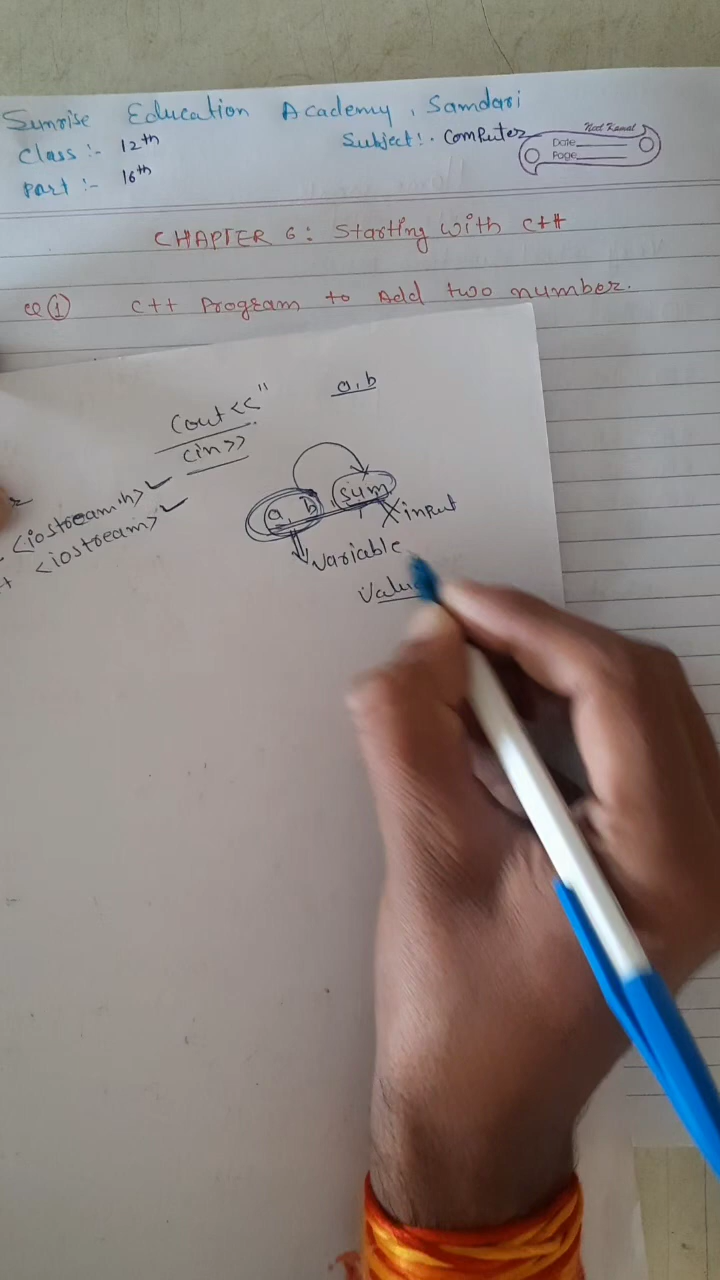 Sunrise Education Academy, Samdari
Class :- 12th Subject :- Computer
Part :- 16th
Neel Kamal
Date
Page
CHAPTER 6 : Starting with C++
Q① C++ Program to Add two number.
a,b
Cout<<"
Cin>>
<iostream.h> ✓
<iostream> ✓
a, b, sum
input
variable
Value